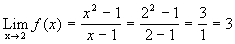 Lim f(x) = (x² − 1)/(x − 1) = (2² − 1)/(2 − 1) = 3/1 = 3
x→2